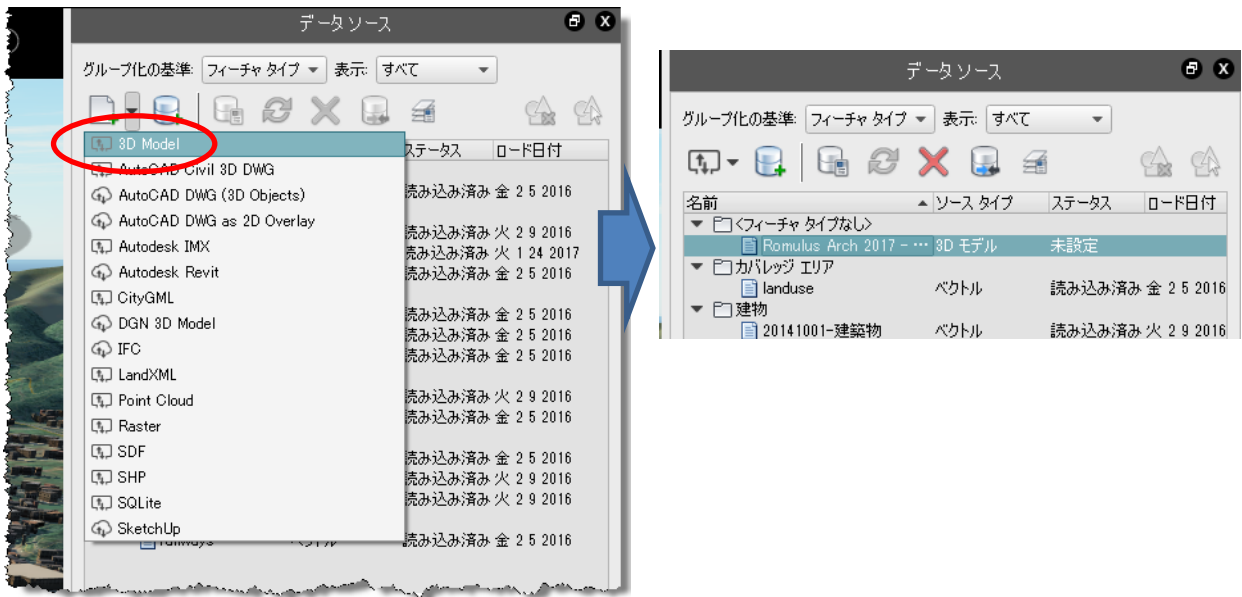 データ ソース
グループ化の基準: フィーチャ タイプ 表示: すべて
ステータス ロード日付
3D Model
AutoCAD Civil 3D DWG
AutoCAD DWG (3D Objects)
AutoCAD DWG as 2D Overlay
Autodesk IMX
Autodesk Revit
CityGML
DGN 3D Model
IFC
LandXML
Point Cloud
Raster
SDF
SHP
SQLite
SketchUp
読み込み済み 金 2 5 2016
読み込み済み 火 2 9 2016
読み込み済み 火 1 24 2017
読み込み済み 金 2 5 2016
読み込み済み 金 2 5 2016
読み込み済み 金 2 5 2016
読み込み済み 金 2 5 2016
読み込み済み 火 2 9 2016
読み込み済み 金 2 5 2016
読み込み済み 金 2 5 2016
読み込み済み 火 2 9 2016
読み込み済み 火 2 9 2016
railways ベクトル 読み込み済み 金 2 5 2016
データ ソース
グループ化の基準: フィーチャ タイプ 表示: すべて
名前 ソース タイプ ステータス ロード日付
<フィーチャ タイプなし>
Romulus Arch 2017 - … 3D モデル 未設定
カバレッジ エリア
landuse ベクトル 読み込み済み 金 2 5 2016
建物
20141001-建築物 ベクトル 読み込み済み 火 2 9 2016